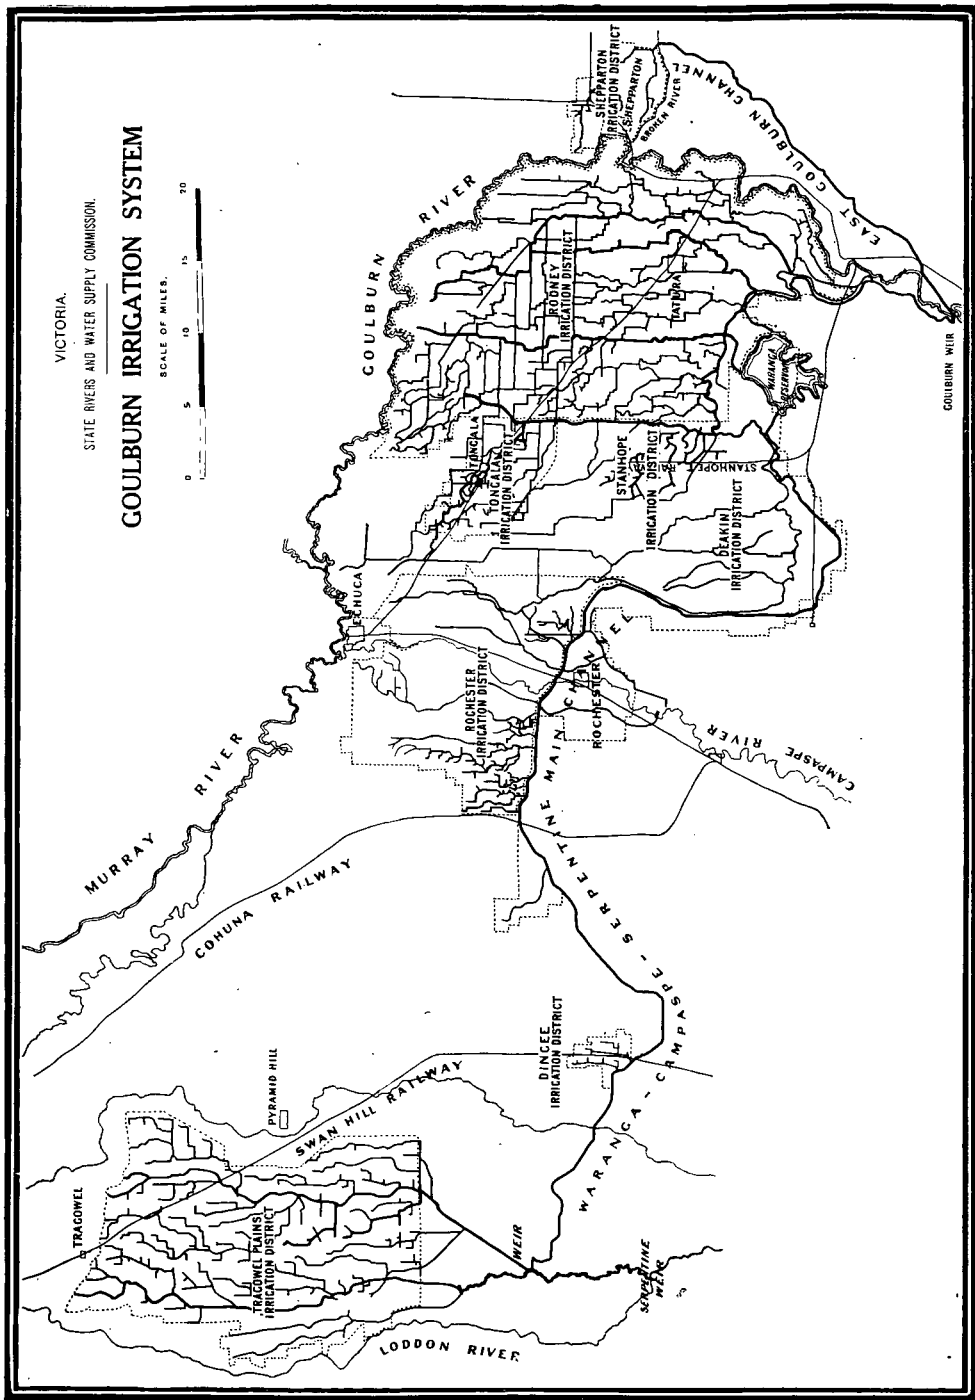 VICTORIA.
STATE RIVERS AND WATER SUPPLY COMMISSION.
GOULBURN IRRIGATION SYSTEM
SCALE OF MILES.
0 5 10 15 20
MURRAY RIVER
COHUNA RAILWAY
GOULBURN RIVER
SHEPPARTON
IRRIGATION DISTRICT
SHEPPARTON
BROKEN RIVER
EAST GOULBURN CHANNEL
RODNEY
IRRIGATION DISTRICT
TATURA
WARANGA
RESERVOIR
GOULBURN WEIR
TONGALA
TONGALA
IRRIGATION DISTRICT
STANHOPE
IRRIGATION DISTRICT
STANHOPE
DEAKIN
IRRIGATION DISTRICT
ECHUCA
ROCHESTER
IRRIGATION DISTRICT
ROCHESTER
CAMPASPE RIVER
WARANGA - CAMPASPE - SERPENTINE MAIN CHANNEL
DINGEE
IRRIGATION DISTRICT
PYRAMID HILL
SWAN HILL RAILWAY
TRAGOWEL
TRAGOWEL PLAINS
IRRIGATION DISTRICT
WEIR
SERPENTINE
WEIR
LODDON RIVER